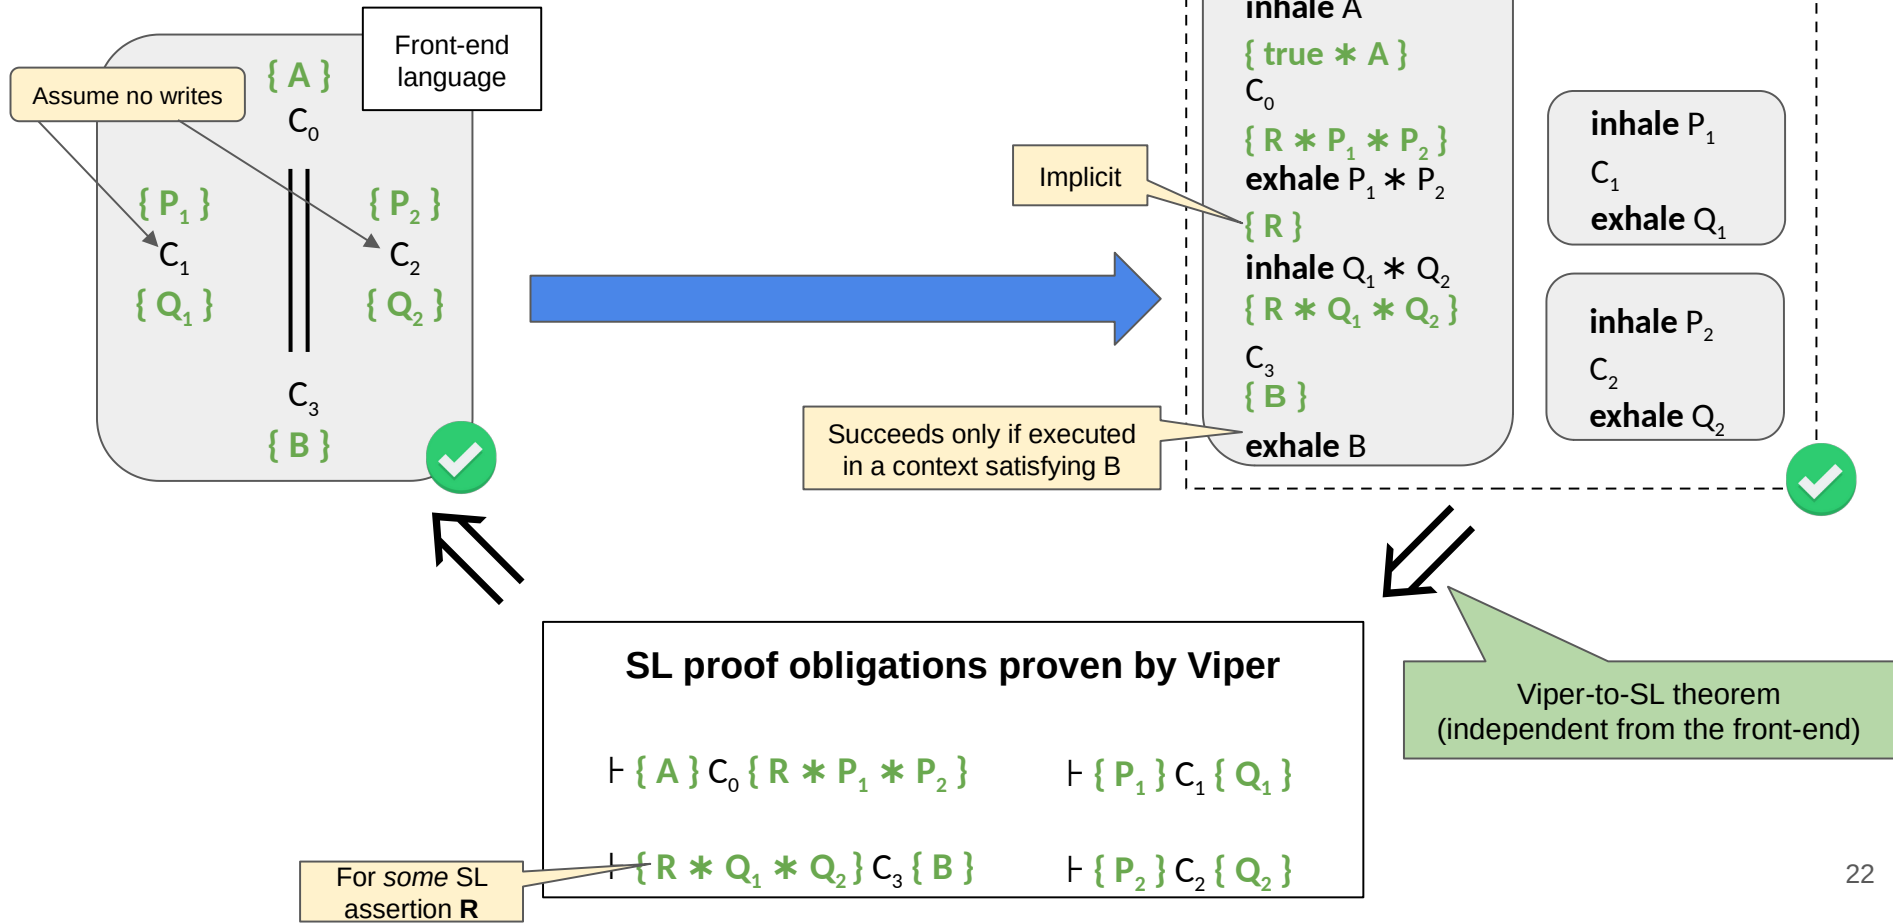 Front-end
language
Assume no writes
{ A }
C₀
{ P₁ }
{ P₂ }
C₁
C₂
{ Q₁ }
{ Q₂ }
C₃
{ B }
inhale A
{ true ∗ A }
C₀
{ R ∗ P₁ ∗ P₂ }
exhale P₁ ∗ P₂
Implicit
{ R }
inhale Q₁ ∗ Q₂
{ R ∗ Q₁ ∗ Q₂ }
C₃
{ B }
exhale B
Succeeds only if executed
in a context satisfying B
inhale P₁
C₁
exhale Q₁
inhale P₂
C₂
exhale Q₂
SL proof obligations proven by Viper
⊢ { A } C₀ { R ∗ P₁ ∗ P₂ }
⊢ { P₁ } C₁ { Q₁ }
⊢ { R ∗ Q₁ ∗ Q₂ } C₃ { B }
⊢ { P₂ } C₂ { Q₂ }
For some SL
assertion R
Viper-to-SL theorem
(independent from the front-end)
22